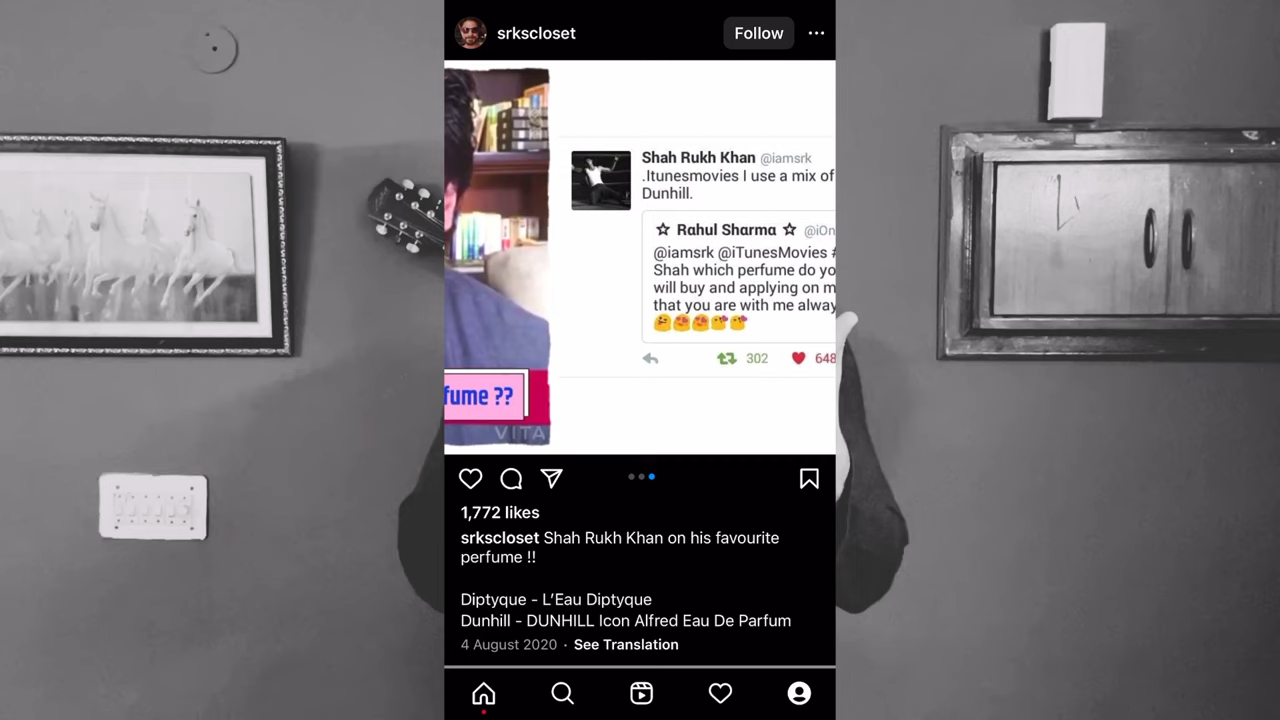 srkscloset
Follow
Shah Rukh Khan @iamsrk
.Itunesmovies I use a mix of
Dunhill.
☆ Rahul Sharma ☆ @iOn
@iamsrk @iTunesMovies #
Shah which perfume do yo
will buy and applying on m
that you are with me alway
302
648
fume ??
VITA
1,772 likes
srkscloset Shah Rukh Khan on his favourite
perfume !!
Diptyque - L’Eau Diptyque
Dunhill - DUNHILL Icon Alfred Eau De Parfum
4 August 2020 · See Translation